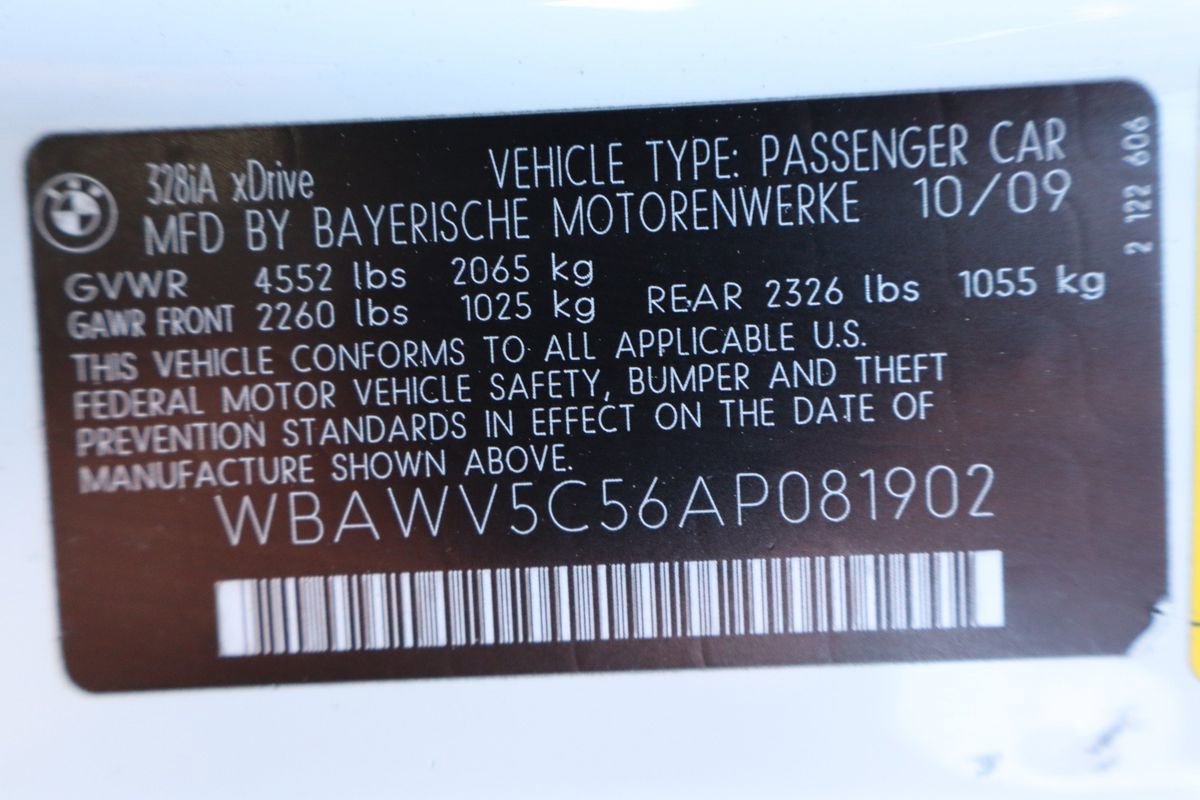 328iA xDrive VEHICLE TYPE: PASSENGER CAR
MFD BY BAYERISCHE MOTORENWERKE 10/09
GVWR 4552 lbs 2065 kg
GAWR FRONT 2260 lbs 1025 kg REAR 2326 lbs 1055 kg
THIS VEHICLE CONFORMS TO ALL APPLICABLE U.S.
FEDERAL MOTOR VEHICLE SAFETY, BUMPER AND THEFT
PREVENTION STANDARDS IN EFFECT ON THE DATE OF
MANUFACTURE SHOWN ABOVE.
WBAWV5C56AP081902
2 122 606